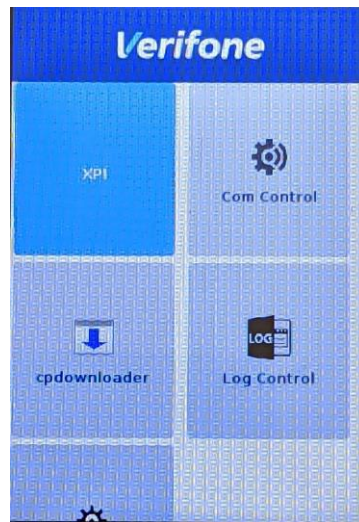 Verifone
XPI
Com Control
cpdownloader
LOG
Log Control